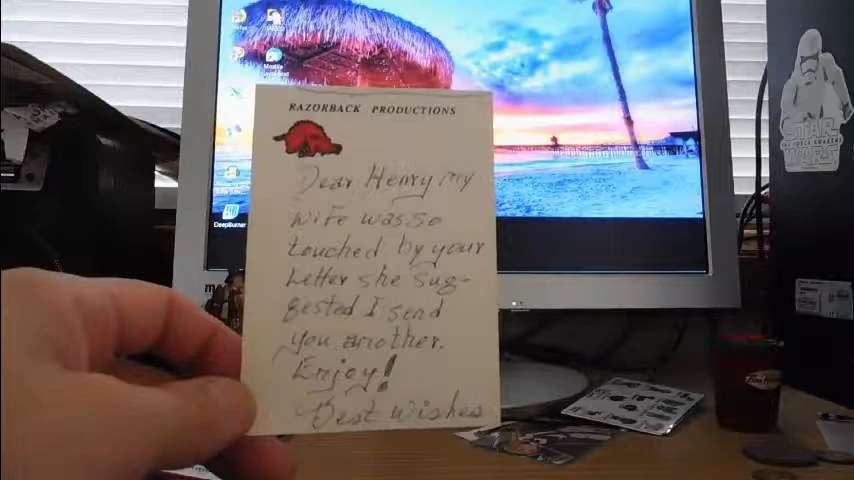 RAZORBACK PRODUCTIONS
Dear Henry my
wife was so
touched by your
Letter she Sug-
gested I send
you another.
Enjoy!
Best wishes
DeepBurner
STAR
WARS